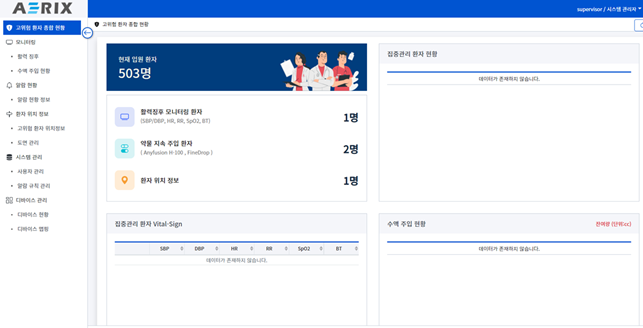 AERIX
supervisor / 시스템 관리자
고위험 환자 종합 현황
고위험 환자 종합 현황
모니터링
활력 징후
수액 주입 현황
알람 현황
알람 현황 정보
환자 위치 정보
고위험 환자 위치정보
도면 관리
시스템 관리
사용자 관리
알람 규칙 관리
디바이스 관리
디바이스 현황
디바이스 맵핑
현재 입원 환자
503명
활력징후 모니터링 환자
(SBP/DBP, HR, RR, SpO2, BT)
1명
약물 지속 주입 환자
( Anyfusion H-100 , FineDrop )
2명
환자 위치 정보
1명
집중관리 환자 현황
데이터가 존재하지 않습니다.
집중관리 환자 Vital-Sign
SBP DBP HR RR SpO2 BT
데이터가 존재하지 않습니다.
수액 주입 현황
잔여량 (단위:cc)
데이터가 존재하지 않습니다.